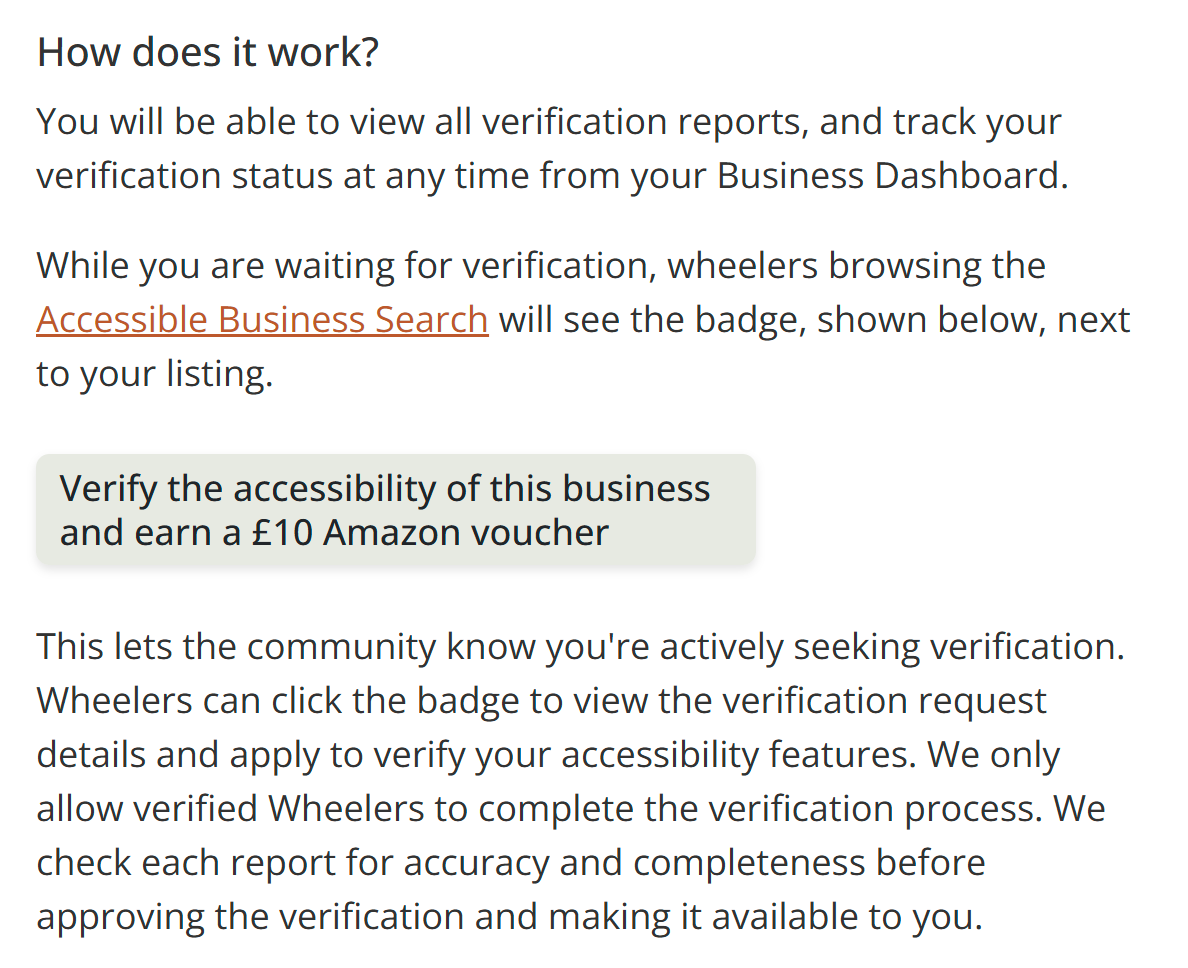 How does it work?
You will be able to view all verification reports, and track your
verification status at any time from your Business Dashboard.
While you are waiting for verification, wheelers browsing the
Accessible Business Search will see the badge, shown below, next
to your listing.
Verify the accessibility of this business
and earn a £10 Amazon voucher
This lets the community know you're actively seeking verification.
Wheelers can click the badge to view the verification request
details and apply to verify your accessibility features. We only
allow verified Wheelers to complete the verification process. We
check each report for accuracy and completeness before
approving the verification and making it available to you.